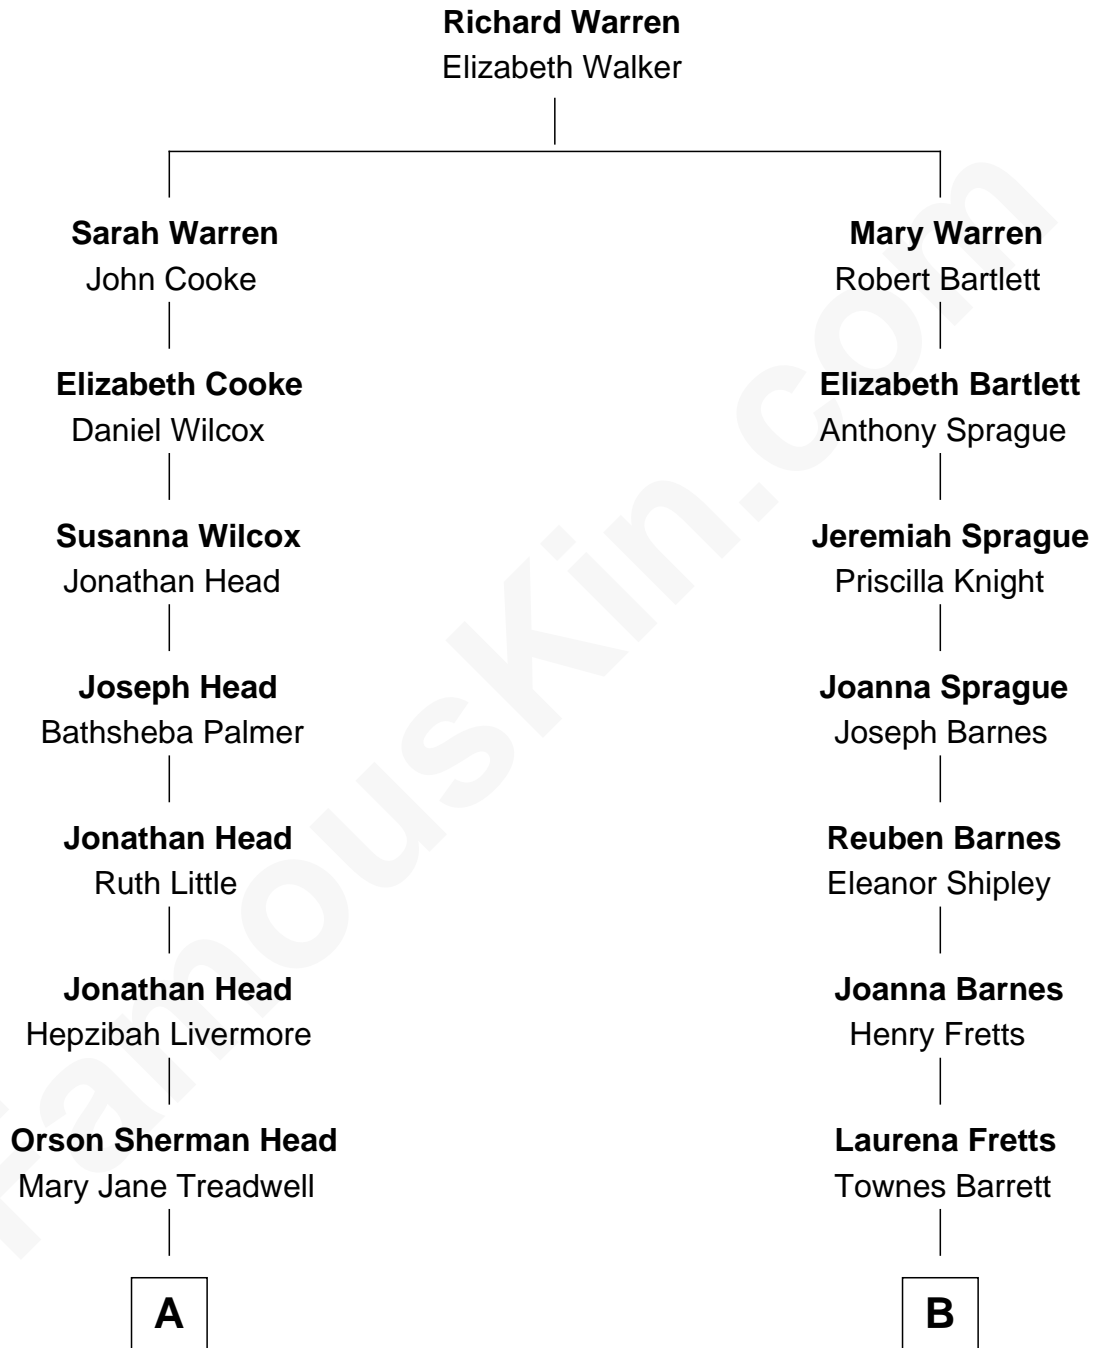 Richard Warren
Elizabeth Walker
Sarah Warren
John Cooke
Elizabeth Cooke
Daniel Wilcox
Susanna Wilcox
Jonathan Head
Joseph Head
Bathsheba Palmer
Jonathan Head
Ruth Little
Jonathan Head
Hepzibah Livermore
Orson Sherman Head
Mary Jane Treadwell
A
Mary Warren
Robert Bartlett
Elizabeth Bartlett
Anthony Sprague
Jeremiah Sprague
Priscilla Knight
Joanna Sprague
Joseph Barnes
Reuben Barnes
Eleanor Shipley
Joanna Barnes
Henry Fretts
Laurena Fretts
Townes Barrett
B
FamousKin.com